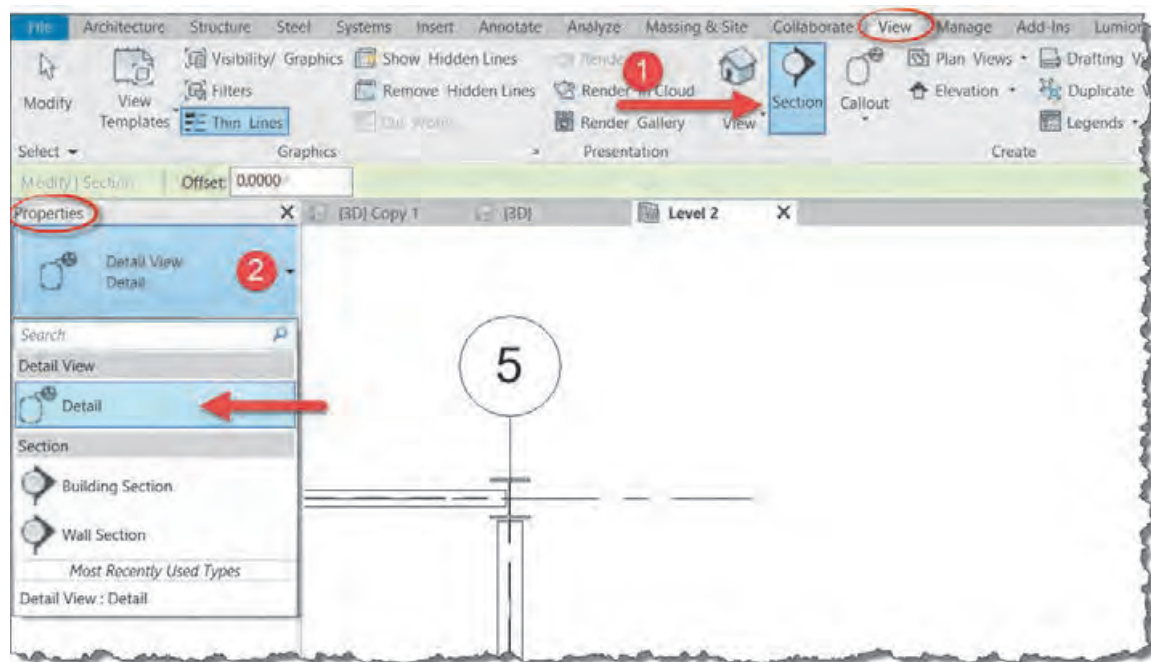 File Architecture Structure Steel Systems Insert Annotate Analyze Massing & Site Collaborate View Manage Add-Ins
Modify
View Templates
Visibility/ Graphics
Filters
Thin Lines
Show Hidden Lines
Remove Hidden Lines
Cut
Render
Render in Cloud
Render Gallery
1
View
Section
Callout
Plan Views
Elevation
Drafting
Duplicate
Legends
Select Graphics Presentation Create
Modify | Section Offset: 0.0000
Properties X {3D} Copy 1 {3D} Level 2 X
Detail View
Detail
2
Search
Detail View
Detail
Section
Building Section
Wall Section
Most Recently Used Types
Detail View : Detail
5